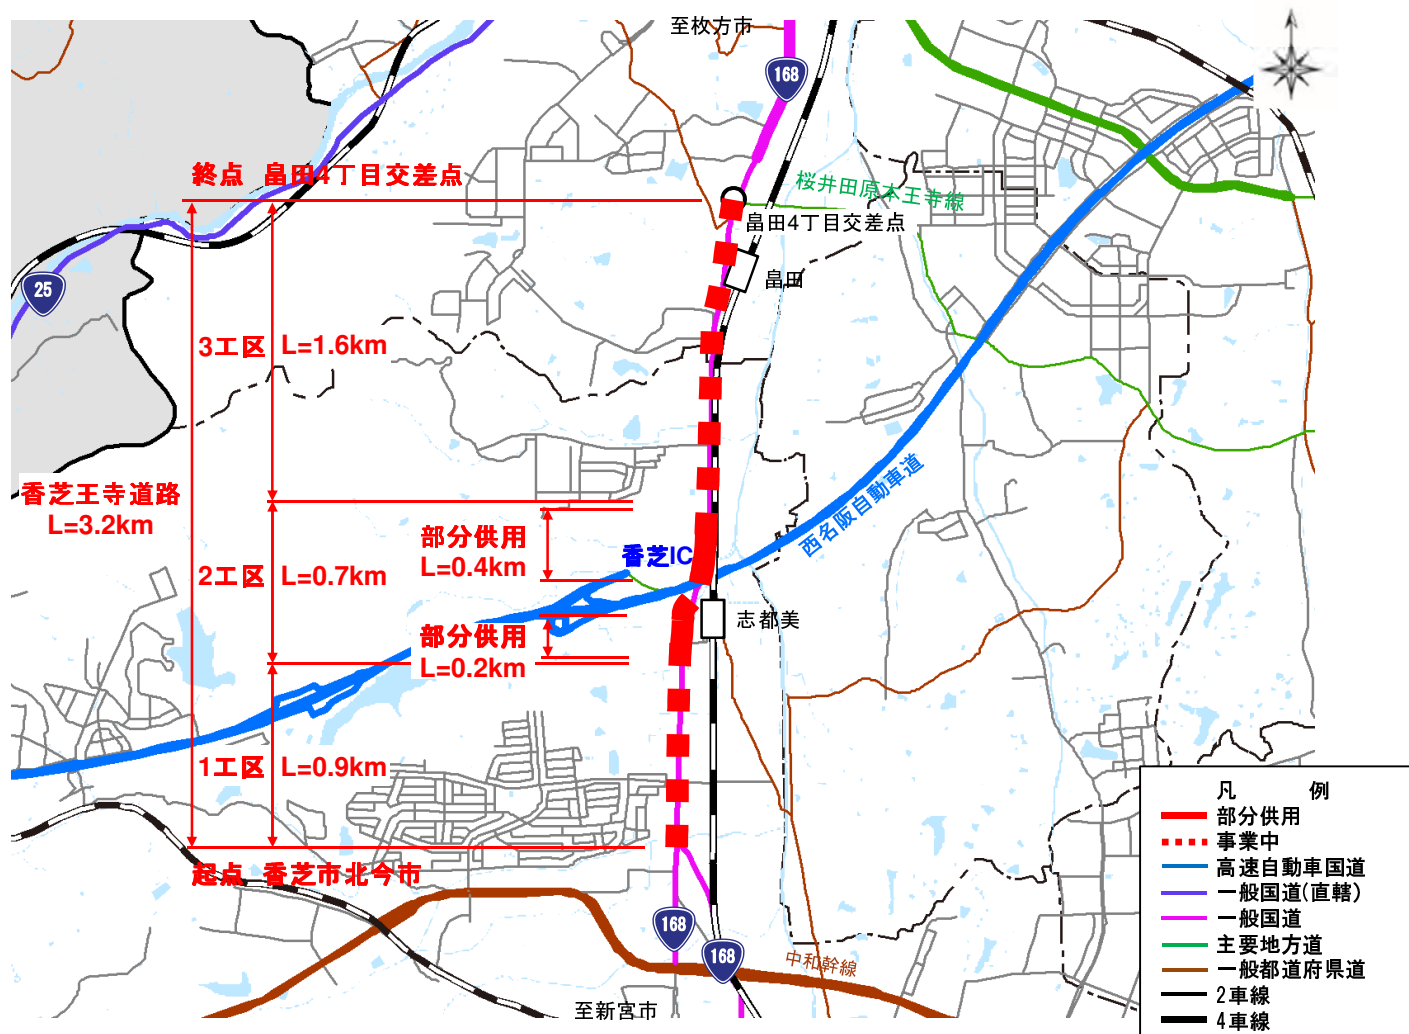 至枚方市
168
終点 畠田4丁目交差点
桜井田原本王寺線
畠田4丁目交差点
畠田
25
3工区 L=1.6km
香芝王寺道路
L=3.2km
部分供用
L=0.4km
香芝IC
西名阪自動車道
2工区 L=0.7km
志都美
部分供用
L=0.2km
1工区 L=0.9km
起点 香芝市北今市
168
168
中和幹線
至新宮市
凡 例
部分供用
事業中
高速自動車国道
一般国道(直轄)
一般国道
主要地方道
一般都道府県道
2車線
4車線